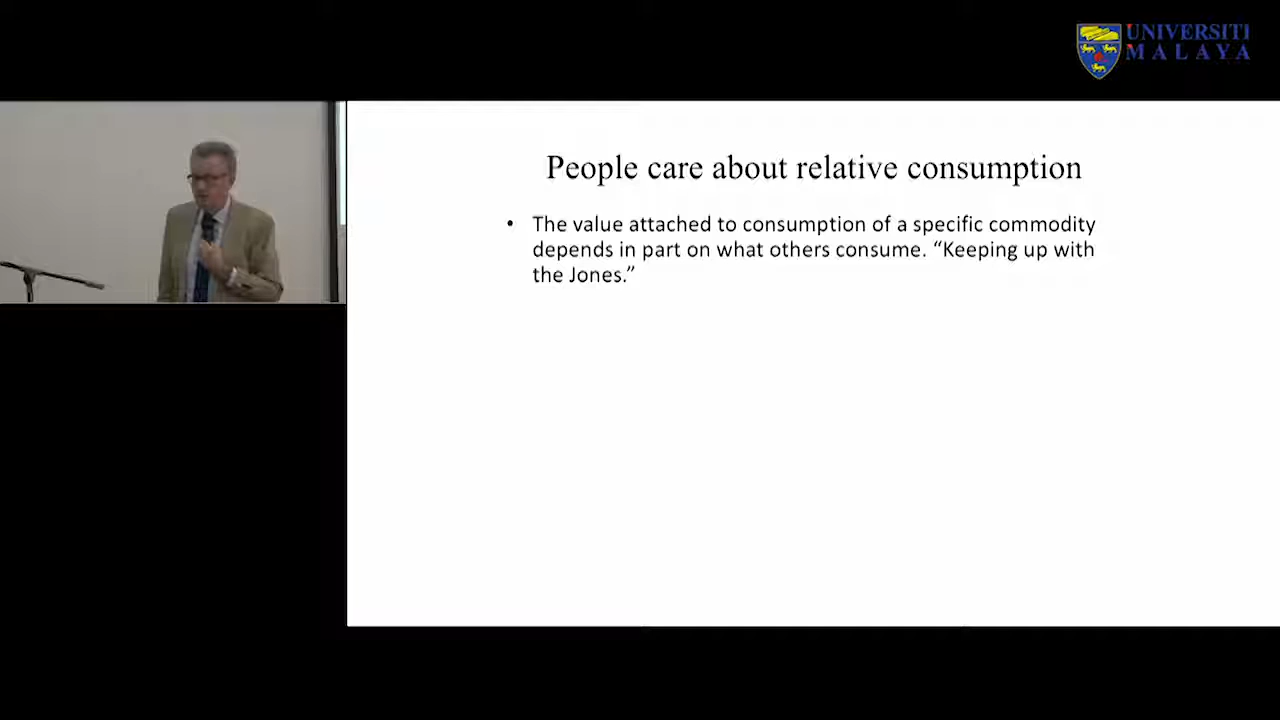 UNIVERSITI
MALAYA
People care about relative consumption
• The value attached to consumption of a specific commodity
depends in part on what others consume. “Keeping up with
the Jones.”